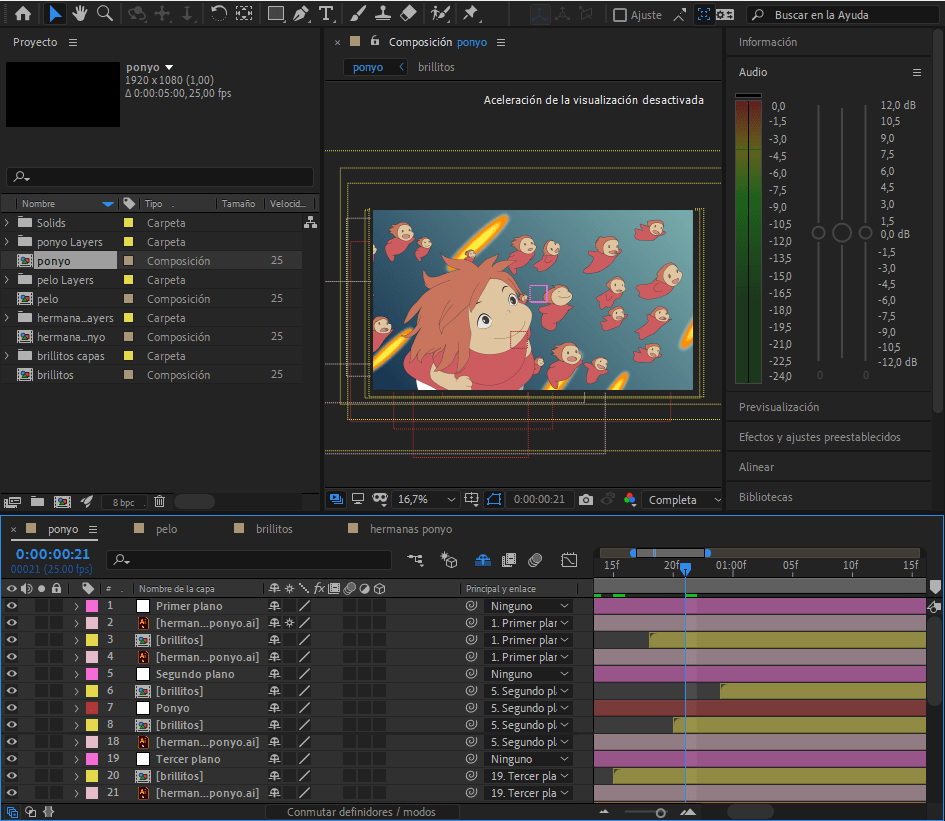 Ajuste
Buscar en la Ayuda
Proyecto
Composición ponyo
Información
ponyo
1920 x 1080 (1,00)
Δ 0:00:05:00, 25,00 fps
ponyo
brillitos
Audio
Aceleración de la visualización desactivada
0,0
-1,5
-3,0
-4,5
-6,0
-7,5
-9,0
-10,5
-12,0
-13,5
-15,0
-16,5
-18,0
-19,5
-21,0
-22,5
-24,0
12,0 dB
10,5
9,0
7,5
6,0
4,5
3,0
1,5
0,0 dB
-1,5
-3,0
-4,5
-6,0
-7,5
-9,0
-10,5
-12,0 dB
0
0
Nombre Tipo Tamaño Velocid...
Solids Carpeta
ponyo Layers Carpeta
ponyo Composición 25
pelo Layers Carpeta
pelo Composición 25
hermana...ayers Carpeta
hermana...nyo Composición 25
brillitos capas Carpeta
brillitos Composición 25
Previsualización
Efectos y ajustes preestablecidos
Alinear
Bibliotecas
8 bpc
16,7%
0:00:00:21
Completa
ponyo
pelo
brillitos
hermanas ponyo
0:00:00:21
00021 (25.00 fps)
15f 20f 01:00f 05f 10f 15f
# Nombre de la capa fx Principal y enlace
1 Primer plano Ninguno
2 [herman...ponyo.ai] 1. Primer plar
3 [brillitos] 1. Primer plar
4 [herman...ponyo.ai] 1. Primer plar
5 Segundo plano Ninguno
6 [brillitos] 5. Segundo pl
7 Ponyo 5. Segundo pl
8 [brillitos] 5. Segundo pl
18 [herman...ponyo.ai] 5. Segundo pl
19 Tercer plano Ninguno
20 [brillitos] 19. Tercer pla
21 [herman...ponyo.ai] 19. Tercer pla
Conmutar definidores / modos